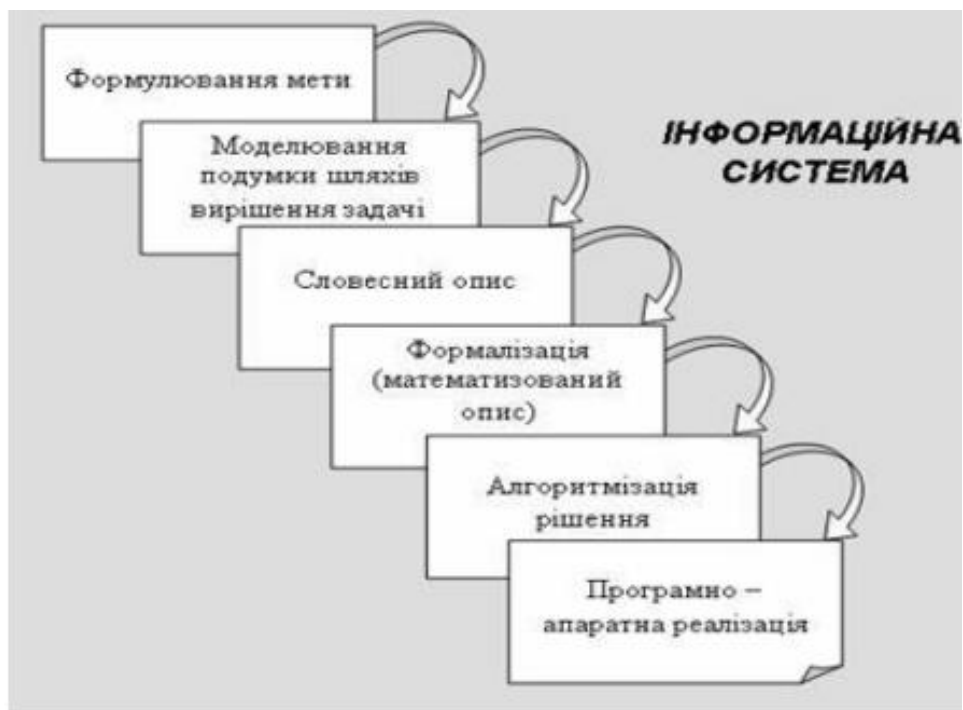 Формулювання мети
ІНФОРМАЦІЙНА
СИСТЕМА
Моделювання
подумки шляхів
вирішення задачі
Словесний опис
Формалізація
(математизований
опис)
Алгоритмізація
рішення
Програмно –
апаратна реалізація